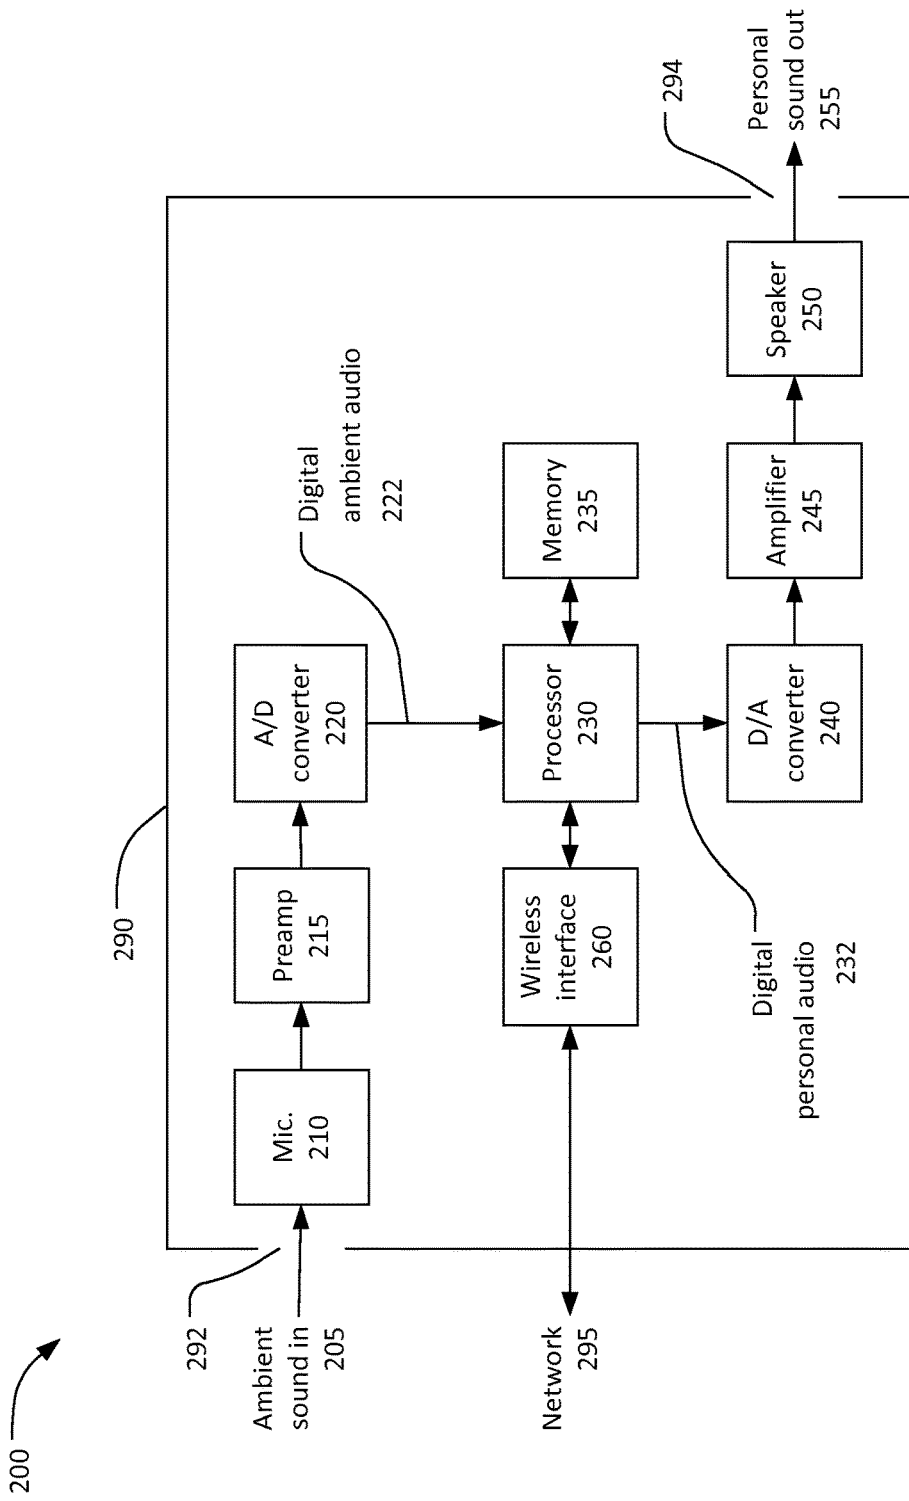 200
290
292
Ambient
sound in
205
Mic.
210
Preamp
215
A/D
converter
220
Digital
ambient audio
222
Network
295
Wireless
interface
260
Processor
230
Memory
235
Digital
personal audio
232
D/A
converter
240
Amplifier
245
Speaker
250
294
Personal
sound out
255